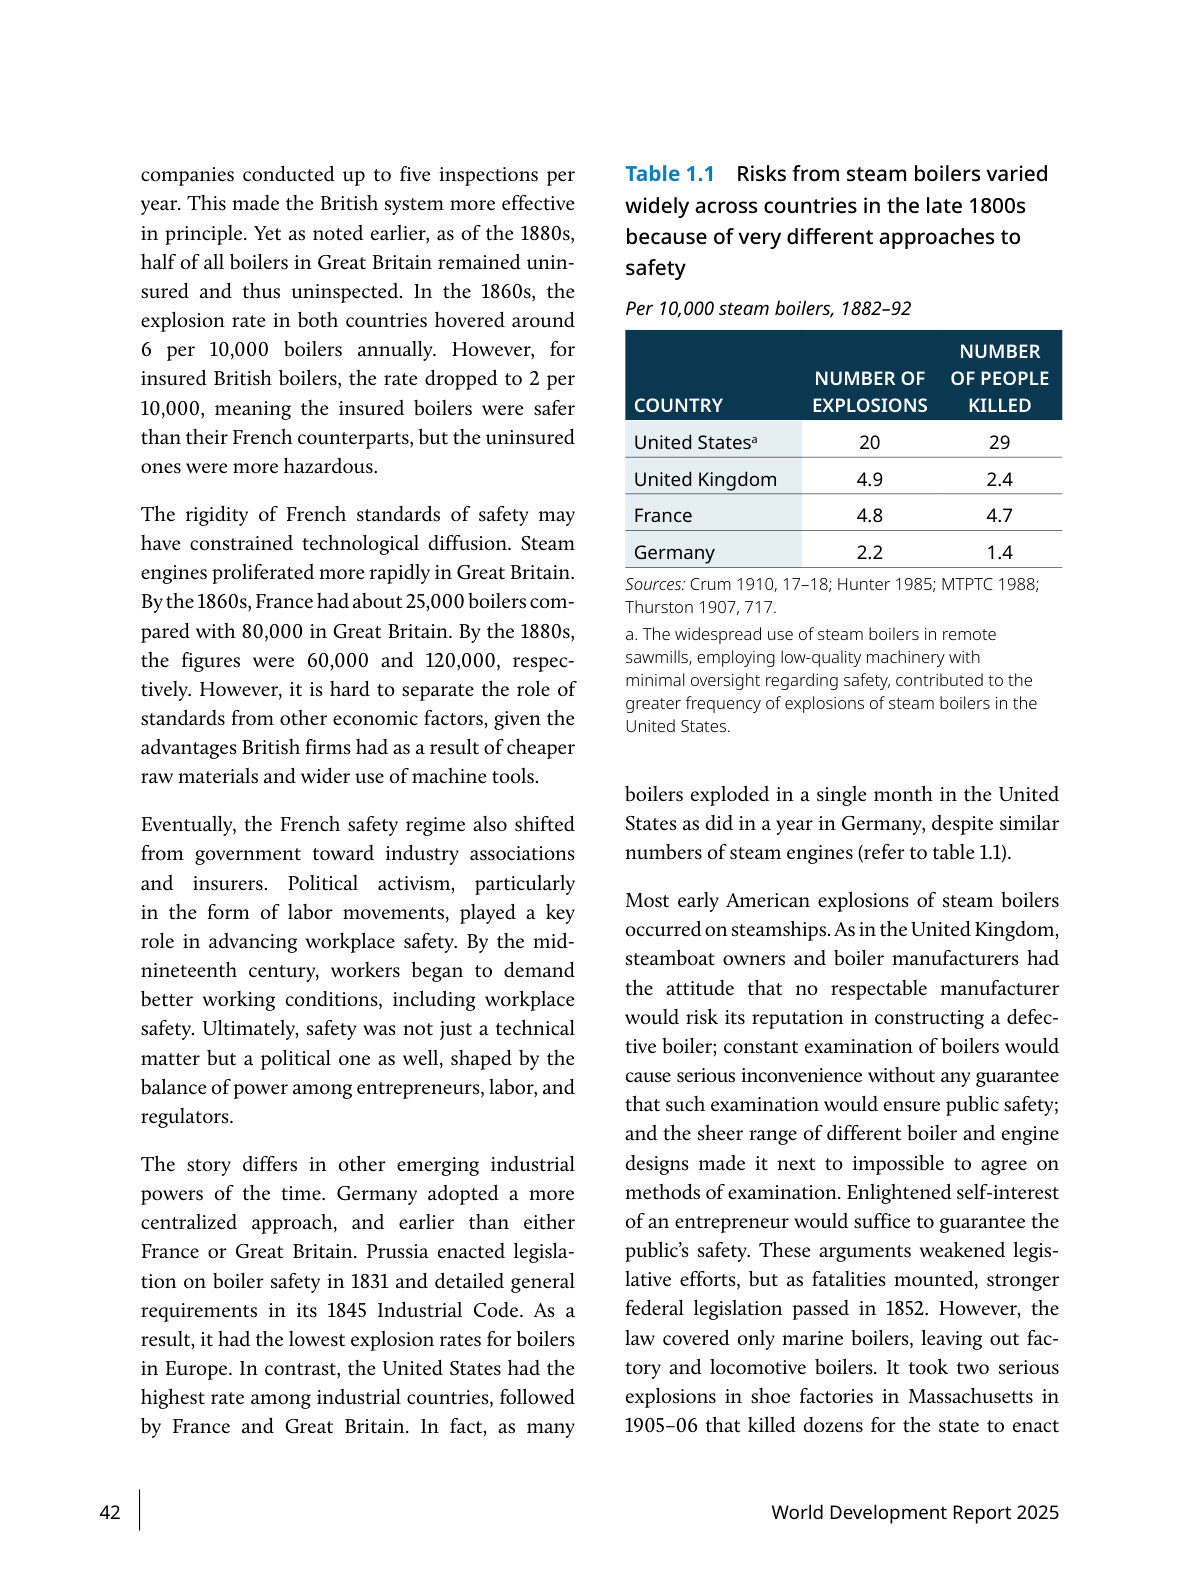 companies conducted up to five inspections per
year. This made the British system more effective
in principle. Yet as noted earlier, as of the 1880s,
half of all boilers in Great Britain remained unin-
sured and thus uninspected. In the 1860s, the
explosion rate in both countries hovered around
6 per 10,000 boilers annually. However, for
insured British boilers, the rate dropped to 2 per
10,000, meaning the insured boilers were safer
than their French counterparts, but the uninsured
ones were more hazardous.
The rigidity of French standards of safety may
have constrained technological diffusion. Steam
engines proliferated more rapidly in Great Britain.
By the 1860s, France had about 25,000 boilers com-
pared with 80,000 in Great Britain. By the 1880s,
the figures were 60,000 and 120,000, respec-
tively. However, it is hard to separate the role of
standards from other economic factors, given the
advantages British firms had as a result of cheaper
raw materials and wider use of machine tools.
Eventually, the French safety regime also shifted
from government toward industry associations
and insurers. Political activism, particularly
in the form of labor movements, played a key
role in advancing workplace safety. By the mid-
nineteenth century, workers began to demand
better working conditions, including workplace
safety. Ultimately, safety was not just a technical
matter but a political one as well, shaped by the
balance of power among entrepreneurs, labor, and
regulators.
The story differs in other emerging industrial
powers of the time. Germany adopted a more
centralized approach, and earlier than either
France or Great Britain. Prussia enacted legisla-
tion on boiler safety in 1831 and detailed general
requirements in its 1845 Industrial Code. As a
result, it had the lowest explosion rates for boilers
in Europe. In contrast, the United States had the
highest rate among industrial countries, followed
by France and Great Britain. In fact, as many
Table 1.1 Risks from steam boilers varied
widely across countries in the late 1800s
because of very different approaches to
safety
Per 10,000 steam boilers, 1882–92
COUNTRY NUMBER OF EXPLOSIONS NUMBER OF PEOPLE KILLED
United Statesᵃ 20 29
United Kingdom 4.9 2.4
France 4.8 4.7
Germany 2.2 1.4
Sources: Crum 1910, 17–18; Hunter 1985; MTPTC 1988;
Thurston 1907, 717.
a. The widespread use of steam boilers in remote
sawmills, employing low-quality machinery with
minimal oversight regarding safety, contributed to the
greater frequency of explosions of steam boilers in the
United States.
boilers exploded in a single month in the United
States as did in a year in Germany, despite similar
numbers of steam engines (refer to table 1.1).
Most early American explosions of steam boilers
occurred on steamships. As in the United Kingdom,
steamboat owners and boiler manufacturers had
the attitude that no respectable manufacturer
would risk its reputation in constructing a defec-
tive boiler; constant examination of boilers would
cause serious inconvenience without any guarantee
that such examination would ensure public safety;
and the sheer range of different boiler and engine
designs made it next to impossible to agree on
methods of examination. Enlightened self-interest
of an entrepreneur would suffice to guarantee the
public’s safety. These arguments weakened legis-
lative efforts, but as fatalities mounted, stronger
federal legislation passed in 1852. However, the
law covered only marine boilers, leaving out fac-
tory and locomotive boilers. It took two serious
explosions in shoe factories in Massachusetts in
1905–06 that killed dozens for the state to enact
42
World Development Report 2025